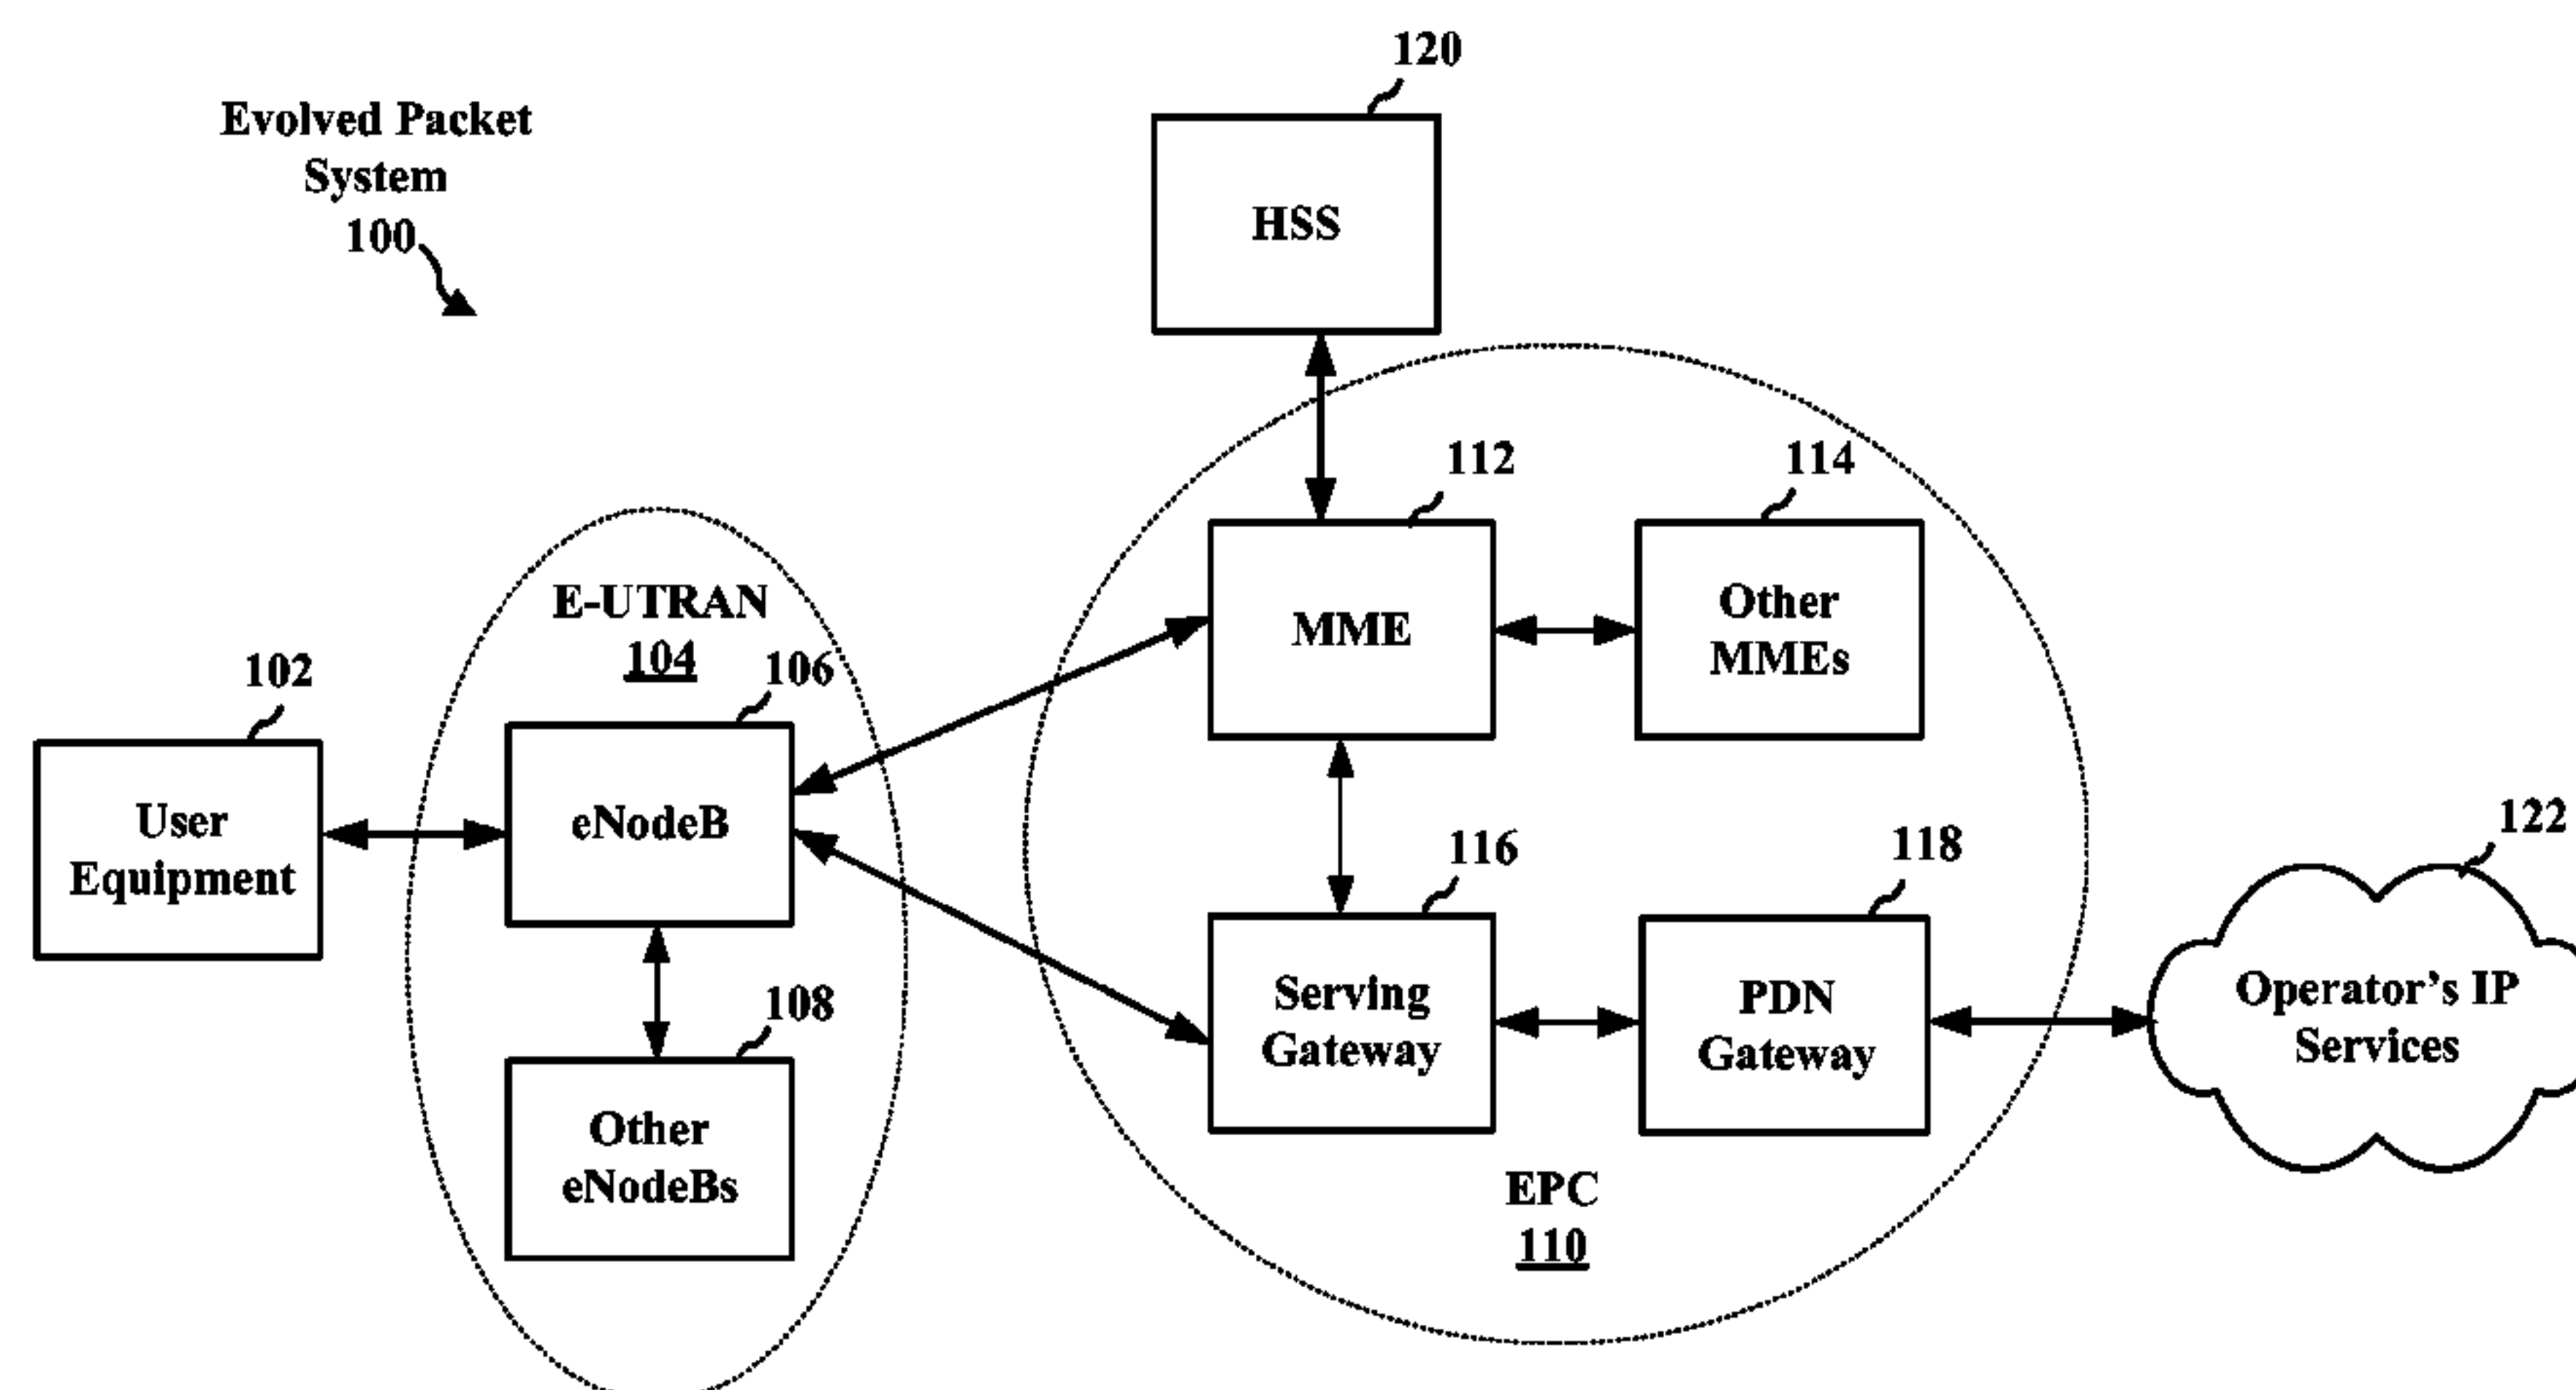 120
Evolved Packet
System
100
HSS
112
114
E-UTRAN
104
106
MME
Other
MMEs
102
User
Equipment
eNodeB
116
118
122
108
Serving
Gateway
PDN
Gateway
Operator's IP
Services
Other
eNodeBs
EPC
110